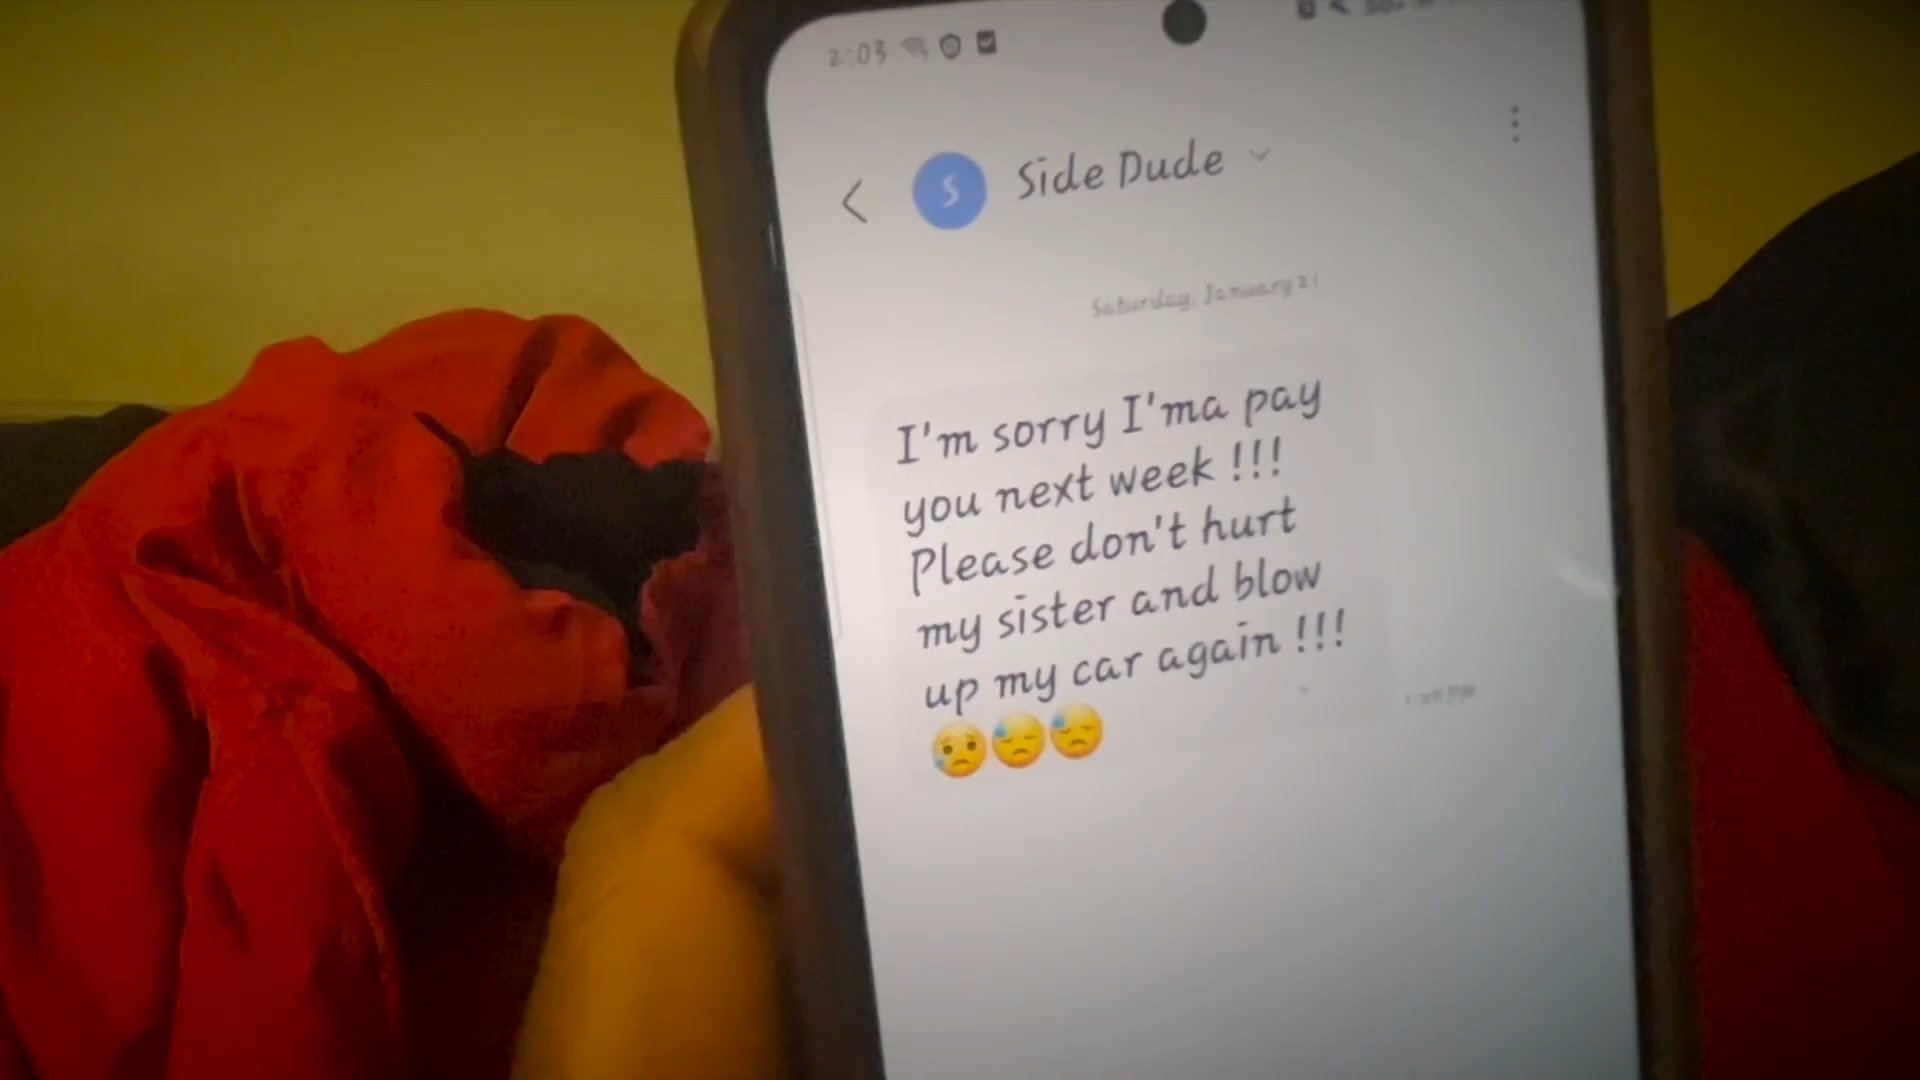 2:03
S
Side Dude
Saturday, January 21
I'm sorry I'ma pay
you next week !!!
Please don't hurt
my sister and blow
up my car again !!!
😥😓😓